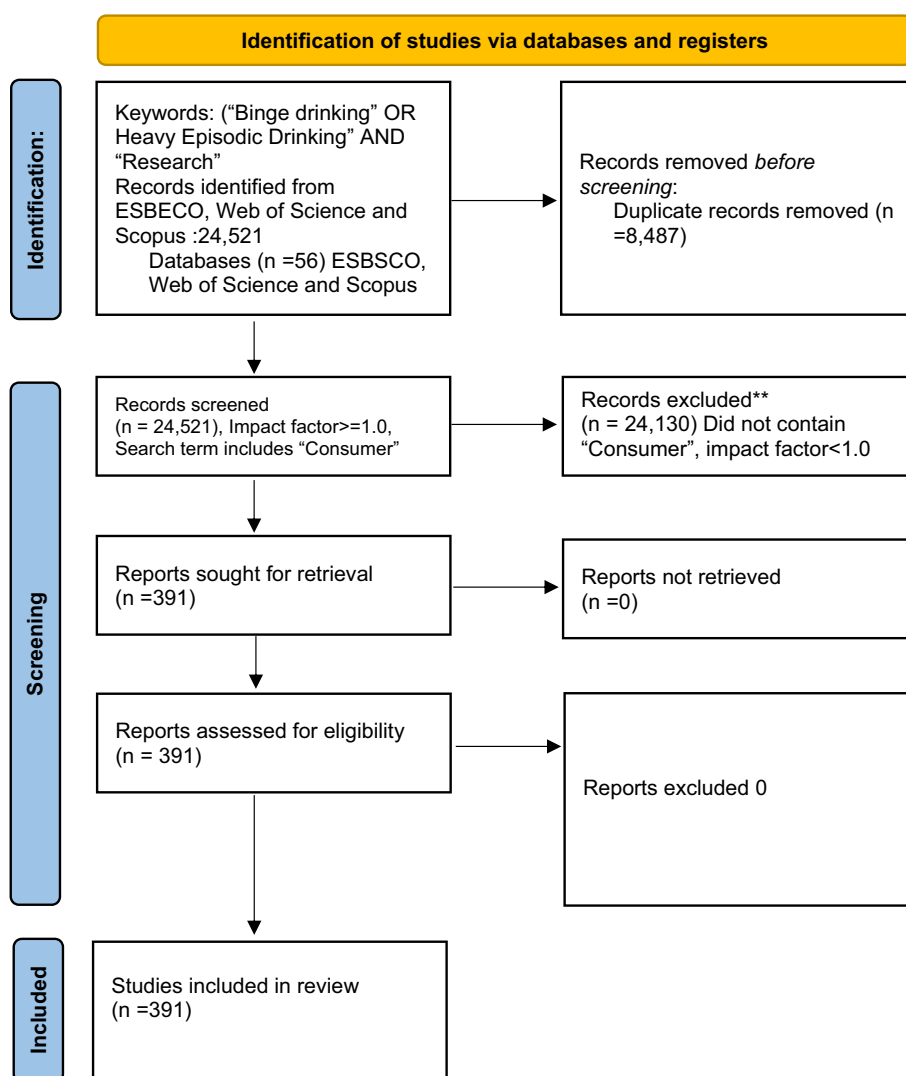 Identification of studies via databases and registers
Identification:
Keywords: (“Binge drinking” OR
Heavy Episodic Drinking” AND
“Research”
Records identified from
ESBECO, Web of Science and
Scopus :24,521
Databases (n =56) ESBSCO,
Web of Science and Scopus
Records removed before
screening:
Duplicate records removed (n
=8,487)
Screening
Records screened
(n = 24,521), Impact factor>=1.0,
Search term includes “Consumer”
Records excluded**
(n = 24,130) Did not contain
“Consumer”, impact factor<1.0
Reports sought for retrieval
(n =391)
Reports not retrieved
(n =0)
Reports assessed for eligibility
(n = 391)
Reports excluded 0
Included
Studies included in review
(n =391)